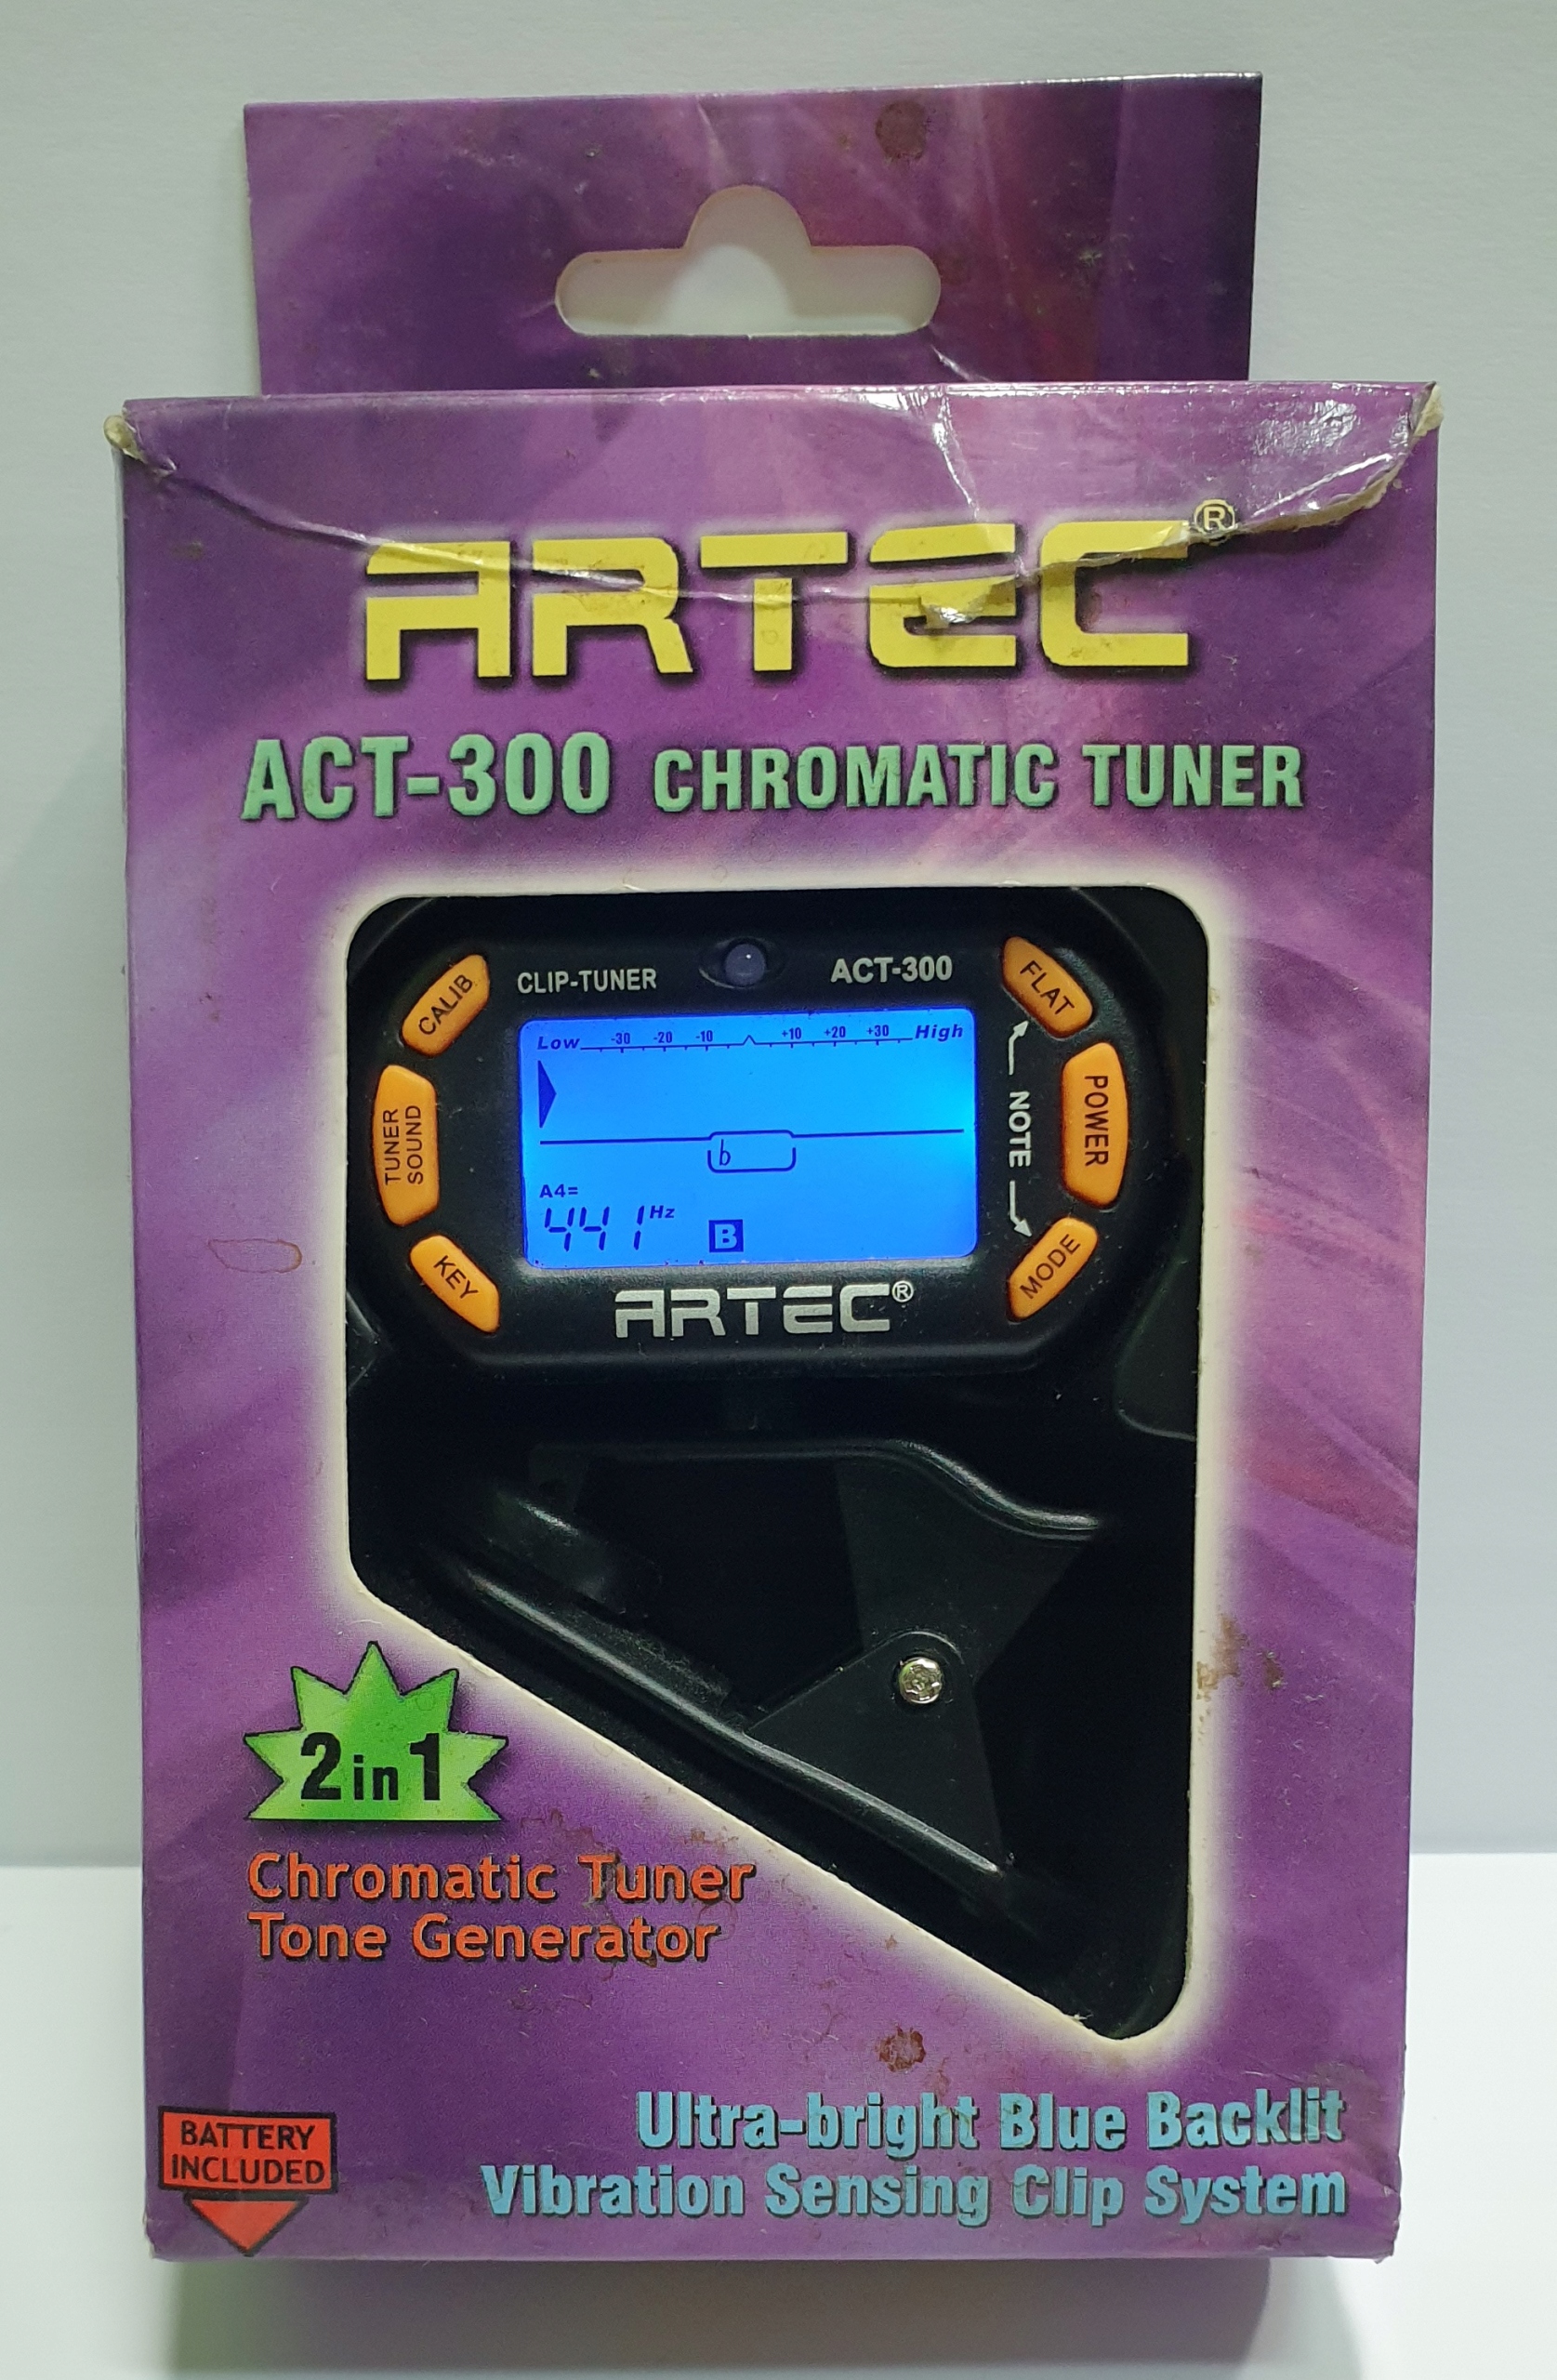 ARTEC®
ACT-300 CHROMATIC TUNER
CLIP-TUNER ACT-300
CALIB
FLAT
Low -30 -20 -10 +10 +20 +30 High
TUNER SOUND
NOTE
POWER
b
A4=
441 Hz B
KEY
MODE
ARTEC®
2 in 1
Chromatic Tuner
Tone Generator
BATTERY
INCLUDED
Ultra-bright Blue Backlit
Vibration Sensing Clip System